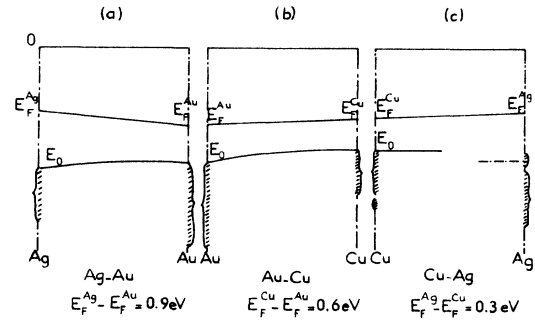 (a) (b) (c)
0
E_F^Ag E_F^Au E_F^Au E_F^Cu E_F^Cu E_F^Ag
E_0 E_0 E_0
Ag Au Au Cu Cu Ag
Ag-Au Au-Cu Cu-Ag
E_F^Ag - E_F^Au = 0.9eV E_F^Cu - E_F^Au = 0.6eV E_F^Ag - E_F^Cu = 0.3eV